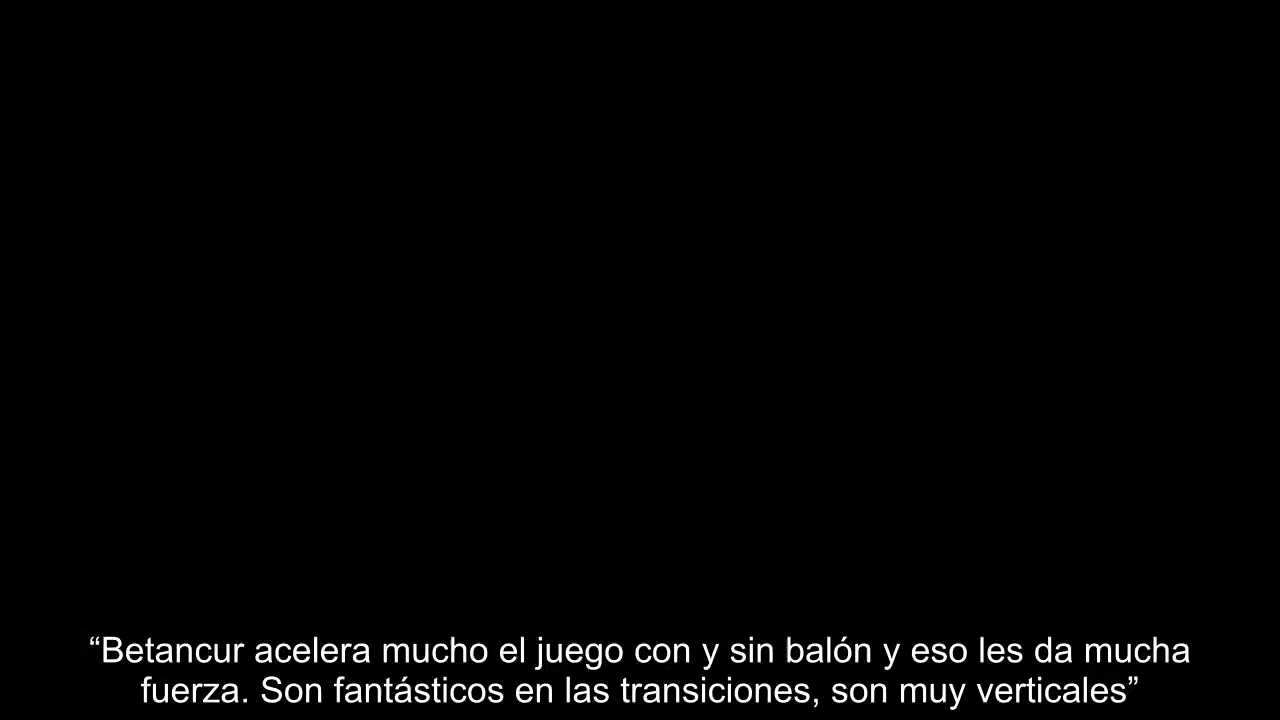 “Betancur acelera mucho el juego con y sin balón y eso les da mucha
fuerza. Son fantásticos en las transiciones, son muy verticales”